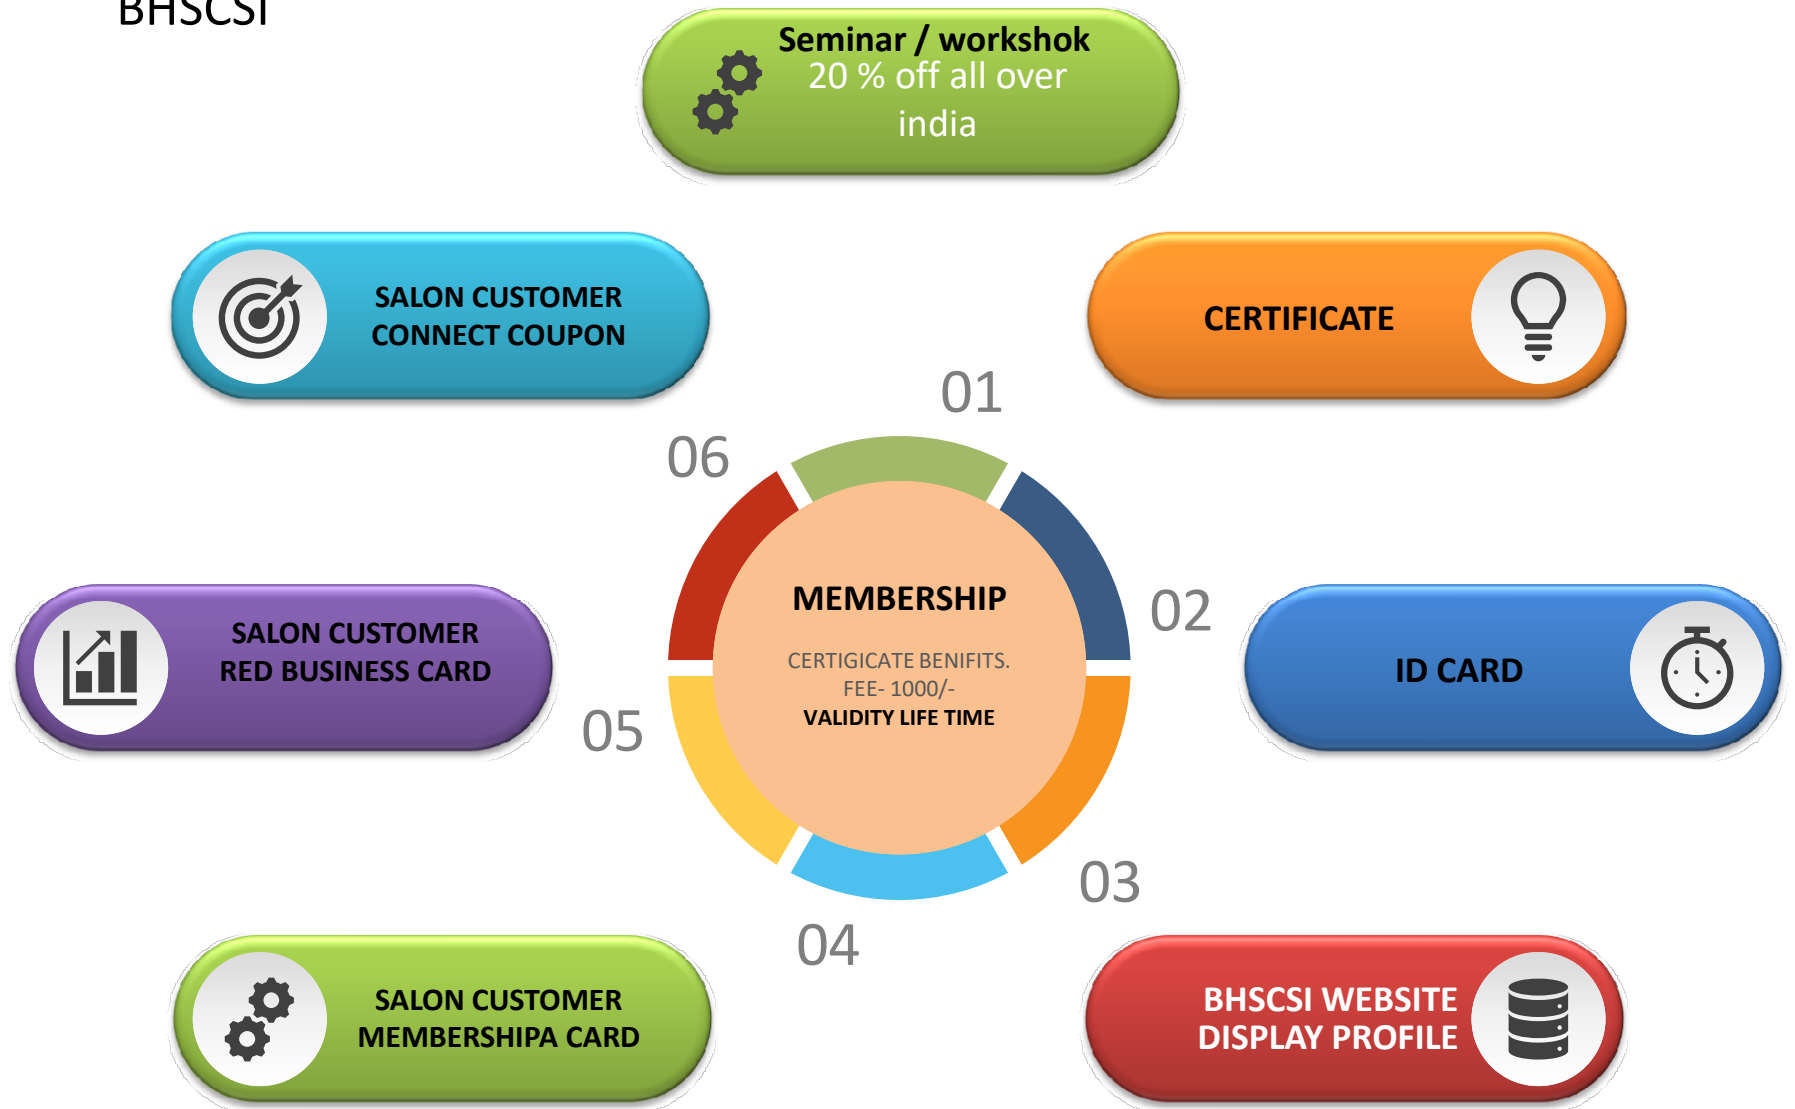 BHSCSI
Seminar / workshok
20 % off all over
india
SALON CUSTOMER
CONNECT COUPON
CERTIFICATE
01
06
MEMBERSHIP
CERTIGICATE BENIFITS.
FEE- 1000/-
VALIDITY LIFE TIME
02
SALON CUSTOMER
RED BUSINESS CARD
ID CARD
05
03
04
SALON CUSTOMER
MEMBERSHIPA CARD
BHSCSI WEBSITE
DISPLAY PROFILE